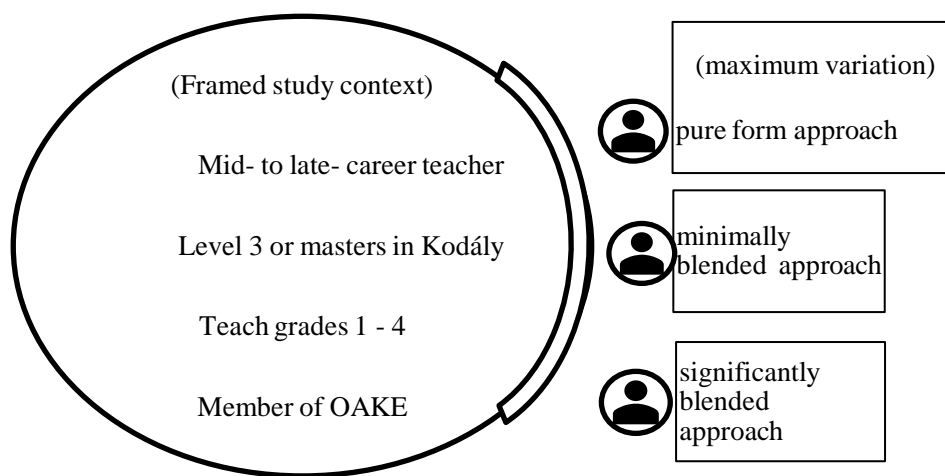 (Framed study context)
Mid- to late- career teacher
Level 3 or masters in Kodály
Teach grades 1 - 4
Member of OAKE
(maximum variation)
pure form approach
minimally
blended approach
significantly
blended
approach